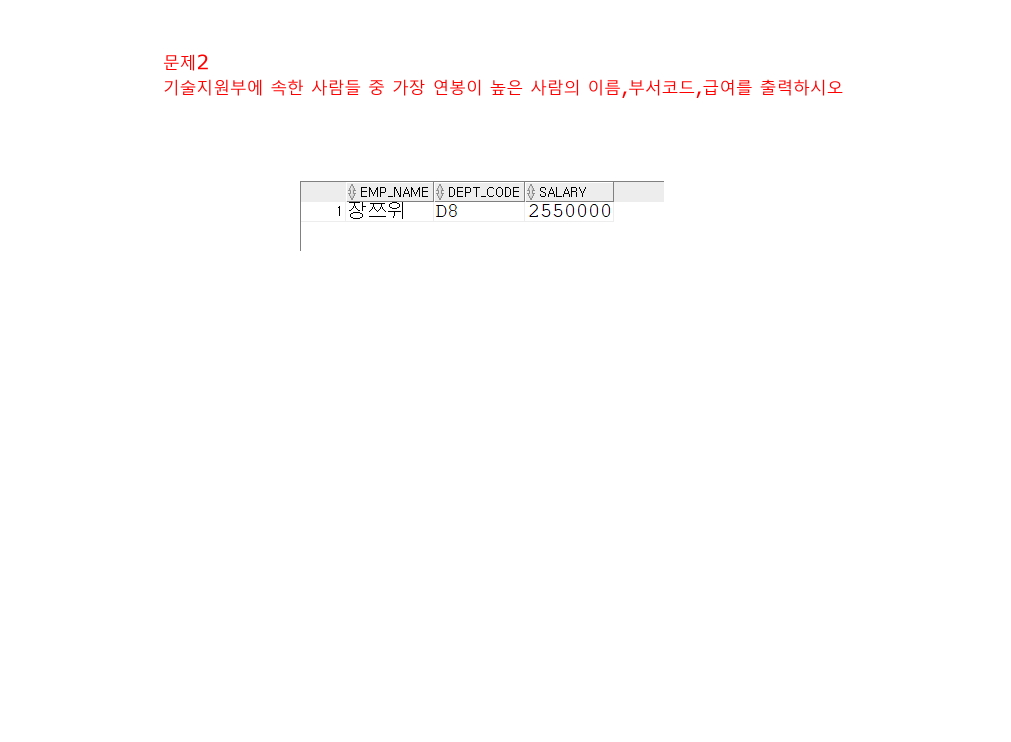 문제2
기술지원부에 속한 사람들 중 가장 연봉이 높은 사람의 이름,부서코드,급여를 출력하시오
EMP_NAME DEPT_CODE SALARY
1 장쯔위 D8 2550000